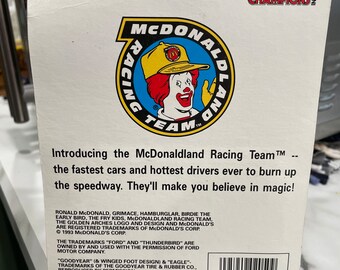 CHAMPIONS
McDONALDLAND
RACING TEAM™
Introducing the McDonaldland Racing Team™ --
the fastest cars and hottest drivers ever to burn up
the speedway. They'll make you believe in magic!
RONALD McDONALD, GRIMACE, HAMBURGLAR, BIRDIE THE
EARLY BIRD, THE FRY KIDS, McDONALDLAND RACING TEAM,
THE GOLDEN ARCHES LOGO AND DESIGN AND McDONALD'S
ARE REGISTERED TRADEMARKS OF McDONALD'S CORP.
© 1993 McDONALD'S CORP.
THE TRADEMARKS "FORD" AND "THUNDERBIRD" ARE
OWNED BY AND USED WITH THE PERMISSION OF FORD
MOTOR COMPANY.
"GOODYEAR" (& WINGED FOOT DESIGN) & "EAGLE"-
TRADEMARKS OF THE GOODYEAR TIRE & RUBBER CO.,